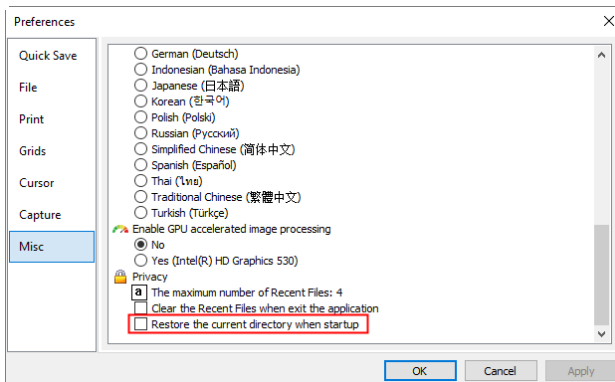 Preferences
Quick Save
File
Print
Grids
Cursor
Capture
Misc
German (Deutsch)
Indonesian (Bahasa Indonesia)
Japanese (日本語)
Korean (한국어)
Polish (Polski)
Russian (Русский)
Simplified Chinese (简体中文)
Spanish (Español)
Thai (ไทย)
Traditional Chinese (繁體中文)
Turkish (Türkçe)
Enable GPU accelerated image processing
No
Yes (Intel(R) HD Graphics 530)
Privacy
a The maximum number of Recent Files: 4
Clear the Recent Files when exit the application
Restore the current directory when startup
OK Cancel Apply